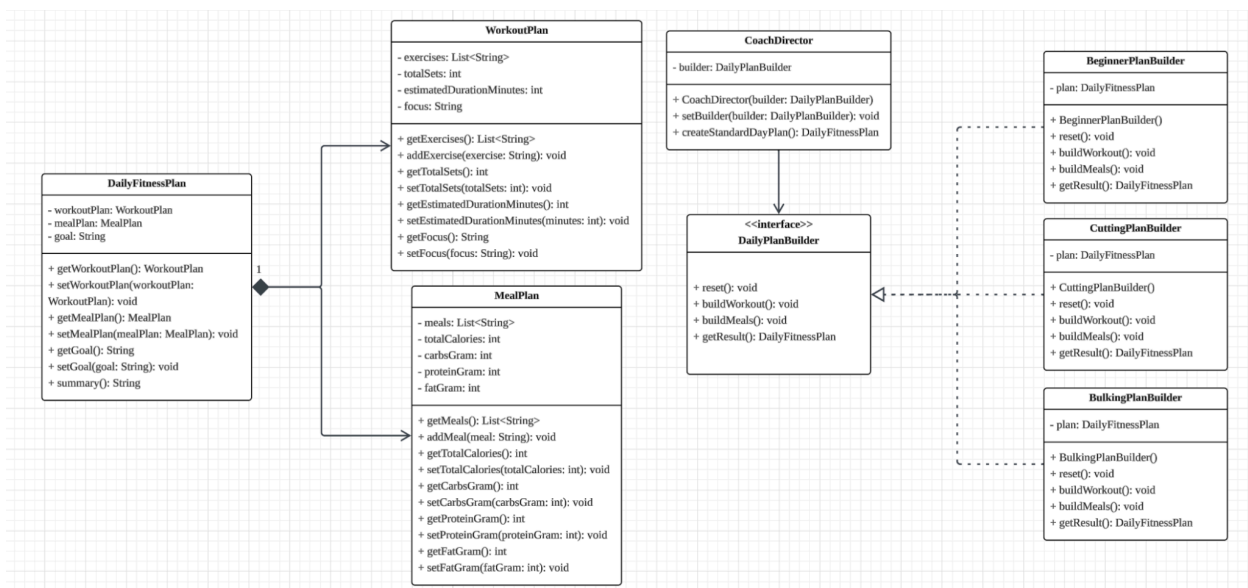 WorkoutPlan
- exercises: List<String>
- totalSets: int
- estimatedDurationMinutes: int
- focus: String
+ getExercises(): List<String>
+ addExercise(exercise: String): void
+ getTotalSets(): int
+ setTotalSets(totalSets: int): void
+ getEstimatedDurationMinutes(): int
+ setEstimatedDurationMinutes(minutes: int): void
+ getFocus(): String
+ setFocus(focus: String): void
CoachDirector
- builder: DailyPlanBuilder
+ CoachDirector(builder: DailyPlanBuilder)
+ setBuilder(builder: DailyPlanBuilder): void
+ createStandardDayPlan(): DailyFitnessPlan
BeginnerPlanBuilder
- plan: DailyFitnessPlan
+ BeginnerPlanBuilder()
+ reset(): void
+ buildWorkout(): void
+ buildMeals(): void
+ getResult(): DailyFitnessPlan
DailyFitnessPlan
- workoutPlan: WorkoutPlan
- mealPlan: MealPlan
- goal: String
+ getWorkoutPlan(): WorkoutPlan
+ setWorkoutPlan(workoutPlan:
WorkoutPlan): void
+ getMealPlan(): MealPlan
+ setMealPlan(mealPlan: MealPlan): void
+ getGoal(): String
+ setGoal(goal: String): void
+ summary(): String
1
<<interface>>
DailyPlanBuilder
+ reset(): void
+ buildWorkout(): void
+ buildMeals(): void
+ getResult(): DailyFitnessPlan
CuttingPlanBuilder
- plan: DailyFitnessPlan
+ CuttingPlanBuilder()
+ reset(): void
+ buildWorkout(): void
+ buildMeals(): void
+ getResult(): DailyFitnessPlan
MealPlan
- meals: List<String>
- totalCalories: int
- carbsGram: int
- proteinGram: int
- fatGram: int
+ getMeals(): List<String>
+ addMeal(meal: String): void
+ getTotalCalories(): int
+ setTotalCalories(totalCalories: int): void
+ getCarbsGram(): int
+ setCarbsGram(carbsGram: int): void
+ getProteinGram(): int
+ setProteinGram(proteinGram: int): void
+ getFatGram(): int
+ setFatGram(fatGram: int): void
BulkingPlanBuilder
- plan: DailyFitnessPlan
+ BulkingPlanBuilder()
+ reset(): void
+ buildWorkout(): void
+ buildMeals(): void
+ getResult(): DailyFitnessPlan